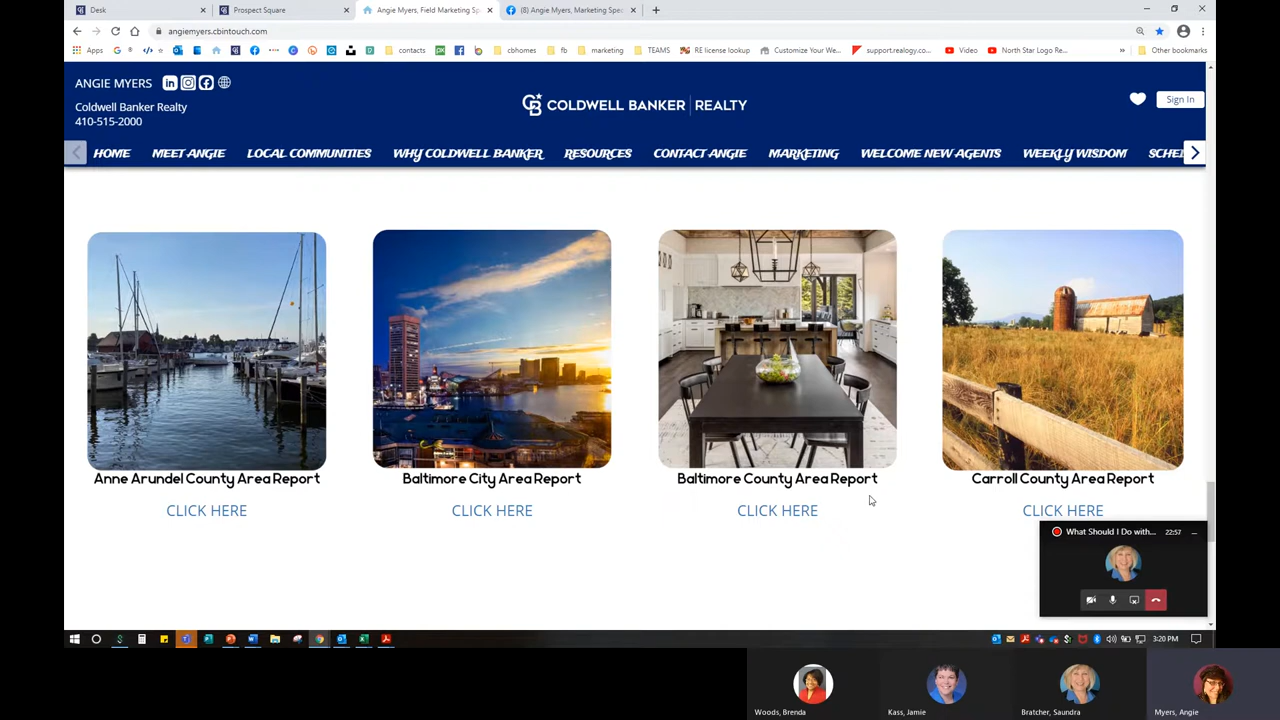 Desk
Prospect Square
Angie Myers, Field Marketing Sp
(8) Angie Myers, Marketing Spec
angiemyers.cbintouch.com
Apps
contacts
cbhomes
fb
marketing
TEAMS
RE license lookup
Customize Your We...
support.realogy.co...
Video
North Star Logo Re...
Other bookmarks
ANGIE MYERS
Coldwell Banker Realty
410-515-2000
COLDWELL BANKER | REALTY
Sign In
HOME
MEET ANGIE
LOCAL COMMUNITIES
WHY COLDWELL BANKER
RESOURCES
CONTACT ANGIE
MARKETING
WELCOME NEW AGENTS
WEEKLY WISDOM
SCHED
Anne Arundel County Area Report
Baltimore City Area Report
Baltimore County Area Report
Carroll County Area Report
CLICK HERE
CLICK HERE
CLICK HERE
CLICK HERE
What Should I Do with...
22:57
3:20 PM
Woods, Brenda
Kass, Jamie
Bratcher, Saundra
Myers, Angie